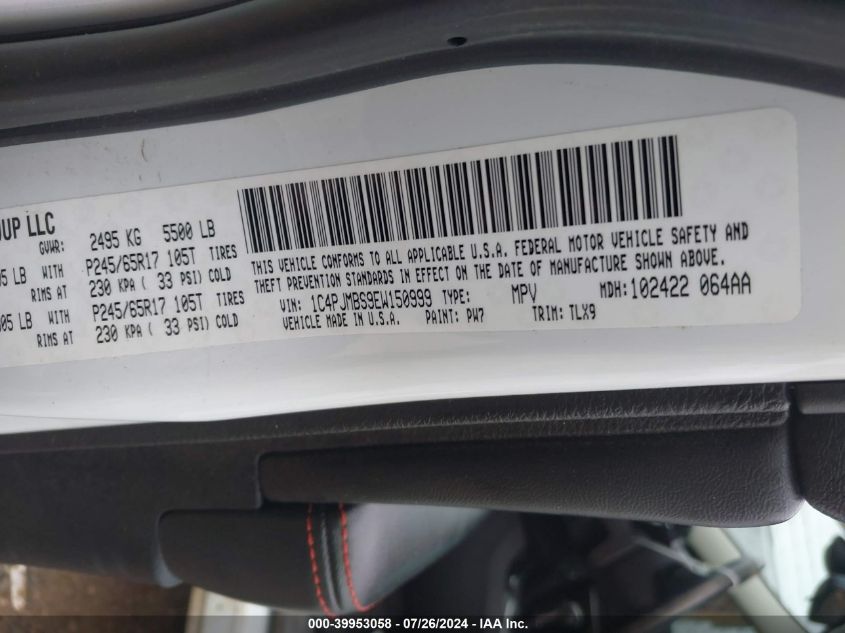 OUP LLC
GVWR: 2495 KG 5500 LB
05 LB WITH P245/65R17 105T TIRES
RIMS AT 230 KPA ( 33 PSI) COLD
05 LB WITH P245/65R17 105T TIRES
RIMS AT 230 KPA ( 33 PSI) COLD
THIS VEHICLE CONFORMS TO ALL APPLICABLE U.S.A. FEDERAL MOTOR VEHICLE SAFETY AND
THEFT PREVENTION STANDARDS IN EFFECT ON THE DATE OF MANUFACTURE SHOWN ABOVE.
VIN: 1C4PJMBS9EW150999 TYPE: MPV MDH: 102422 064AA
VEHICLE MADE IN U.S.A. PAINT: PW7 TRIM: TLX9
000-39953058 - 07/26/2024 - IAA Inc.